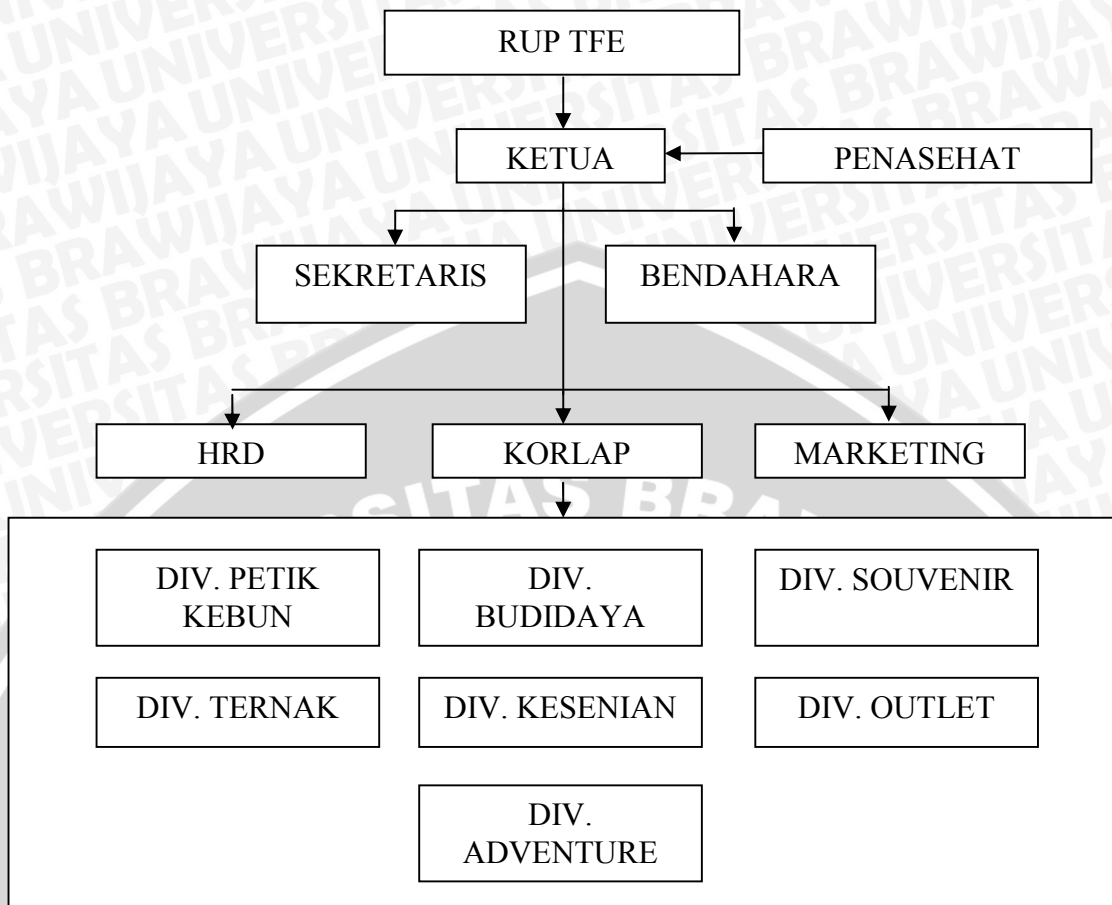 RUP TFE
KETUA
PENASEHAT
SEKRETARIS
BENDAHARA
HRD
KORLAP
MARKETING
DIV. PETIK
KEBUN
DIV.
BUDIDAYA
DIV. SOUVENIR
DIV. TERNAK
DIV. KESENIAN
DIV. OUTLET
DIV.
ADVENTURE